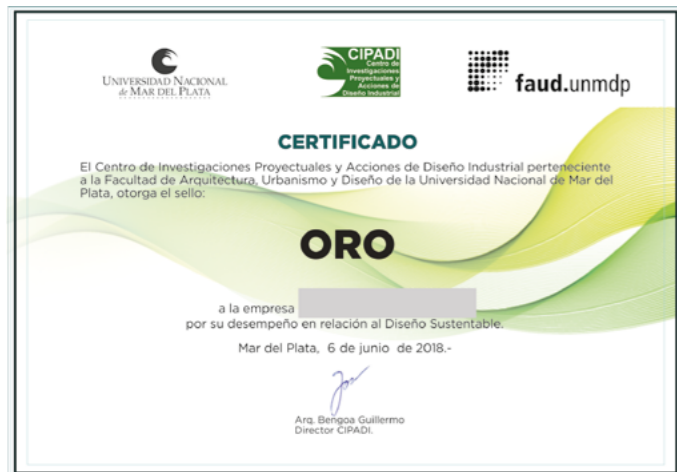 UNIVERSIDAD NACIONAL
de MAR DEL PLATA
CIPADI
Centro de
Investigaciones
Proyectuales y
Acciones de
Diseño Industrial
faud.unmdp
CERTIFICADO
El Centro de Investigaciones Proyectuales y Acciones de Diseño Industrial perteneciente
a la Facultad de Arquitectura, Urbanismo y Diseño de la Universidad Nacional de Mar del
Plata, otorga el sello:
ORO
a la empresa
por su desempeño en relación al Diseño Sustentable.
Mar del Plata, 6 de junio de 2018.-
Arq. Bengoa Guillermo
Director CIPADI.